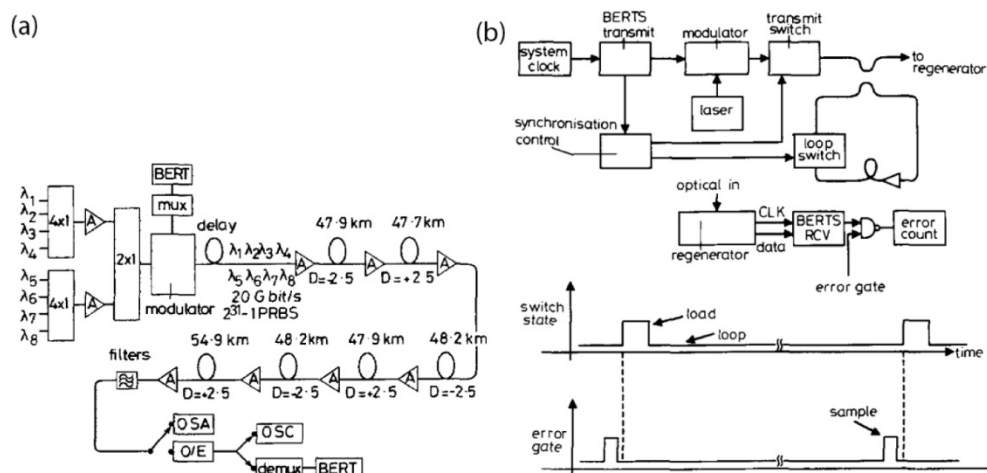 (a)
BERT
mux
delay
λ1
λ2
λ3
λ4
4x1
A
2x1
λ5
λ6
λ7
λ8
4x1
A
modulator
λ1 λ2 λ3 λ4
λ5 λ6 λ7 λ8
20 G bit/s
2^31-1 PRBS
A
47·9 km
D=-2·5
A
47·7 km
D=+2·5
A
54·9 km
48·2km
47·9 km
48·2 km
filters
A
D=+2·5
A
D=-2·5
A
D=+2·5
A
D=-2·5
OSA
O/E
OSC
demux
BERT
(b)
system
clock
BERTS
transmit
modulator
transmit
switch
to
regenerator
laser
synchronisation
control
loop
switch
optical in
regenerator
CLK
data
BERTS
RCV
error
count
error gate
switch
state
load
loop
time
error
gate
sample